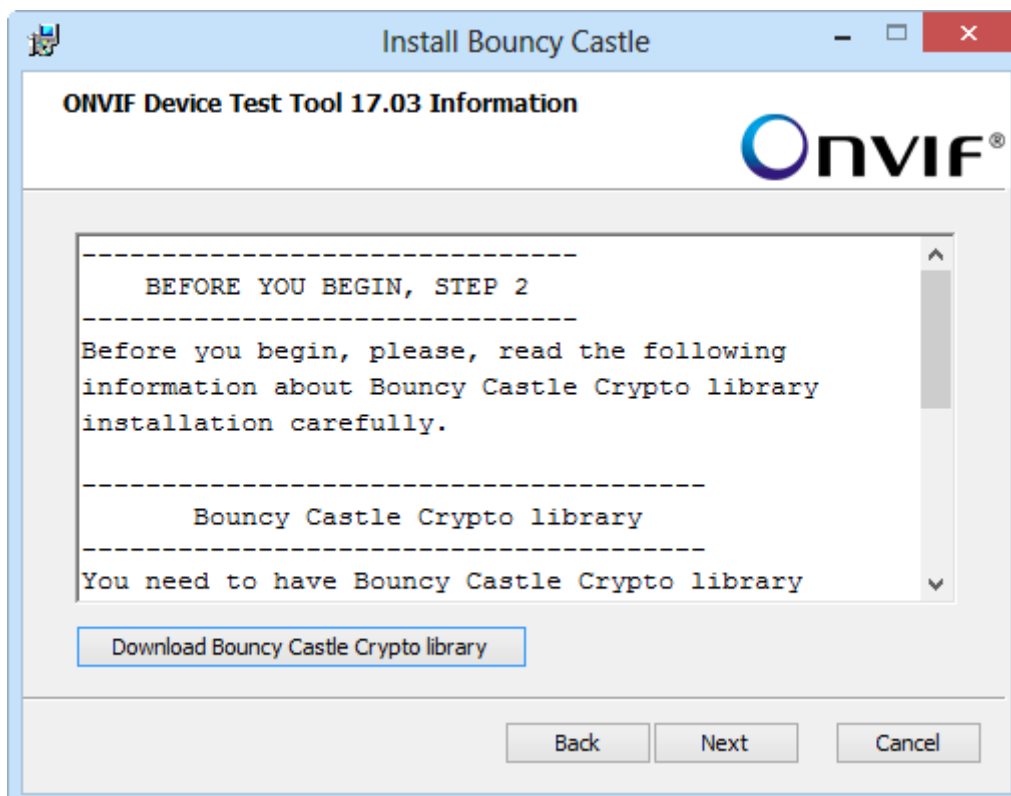 Install Bouncy Castle
ONVIF Device Test Tool 17.03 Information
ONVIF®
-------------------------------
BEFORE YOU BEGIN, STEP 2
-------------------------------
Before you begin, please, read the following
information about Bouncy Castle Crypto library
installation carefully.
---------------------------------------
Bouncy Castle Crypto library
---------------------------------------
You need to have Bouncy Castle Crypto library
Download Bouncy Castle Crypto library
Back Next Cancel